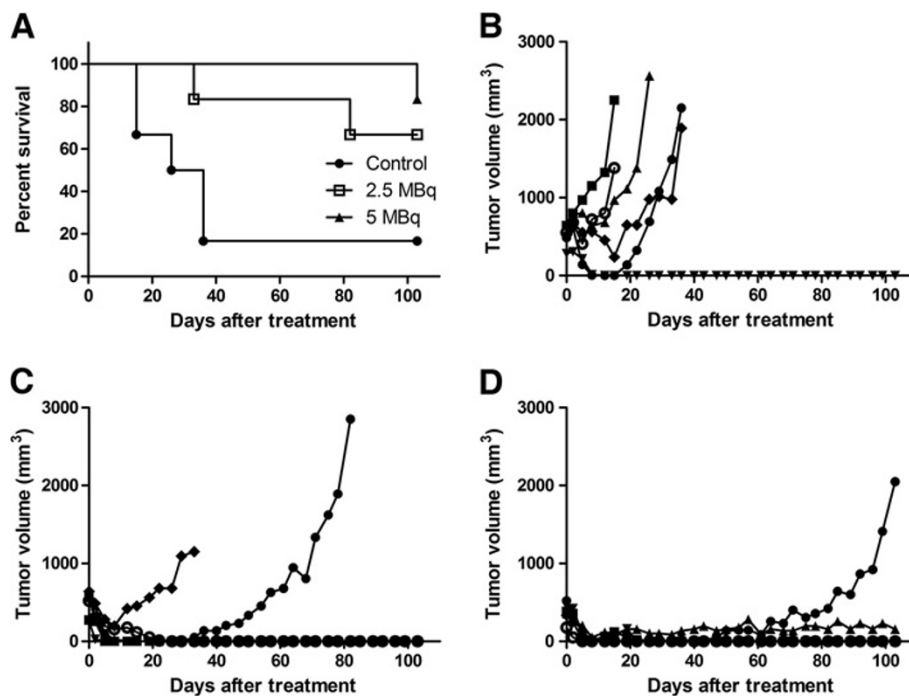 A
Percent survival
100
80
60
40
20
0
Control
2.5 MBq
5 MBq
0 20 40 60 80 100
Days after treatment
B
Tumor volume (mm³)
3000
2000
1000
0
0 20 40 60 80 100
Days after treatment
C
Tumor volume (mm³)
3000
2000
1000
0
0 20 40 60 80 100
Days after treatment
D
Tumor volume (mm³)
3000
2000
1000
0
0 20 40 60 80 100
Days after treatment